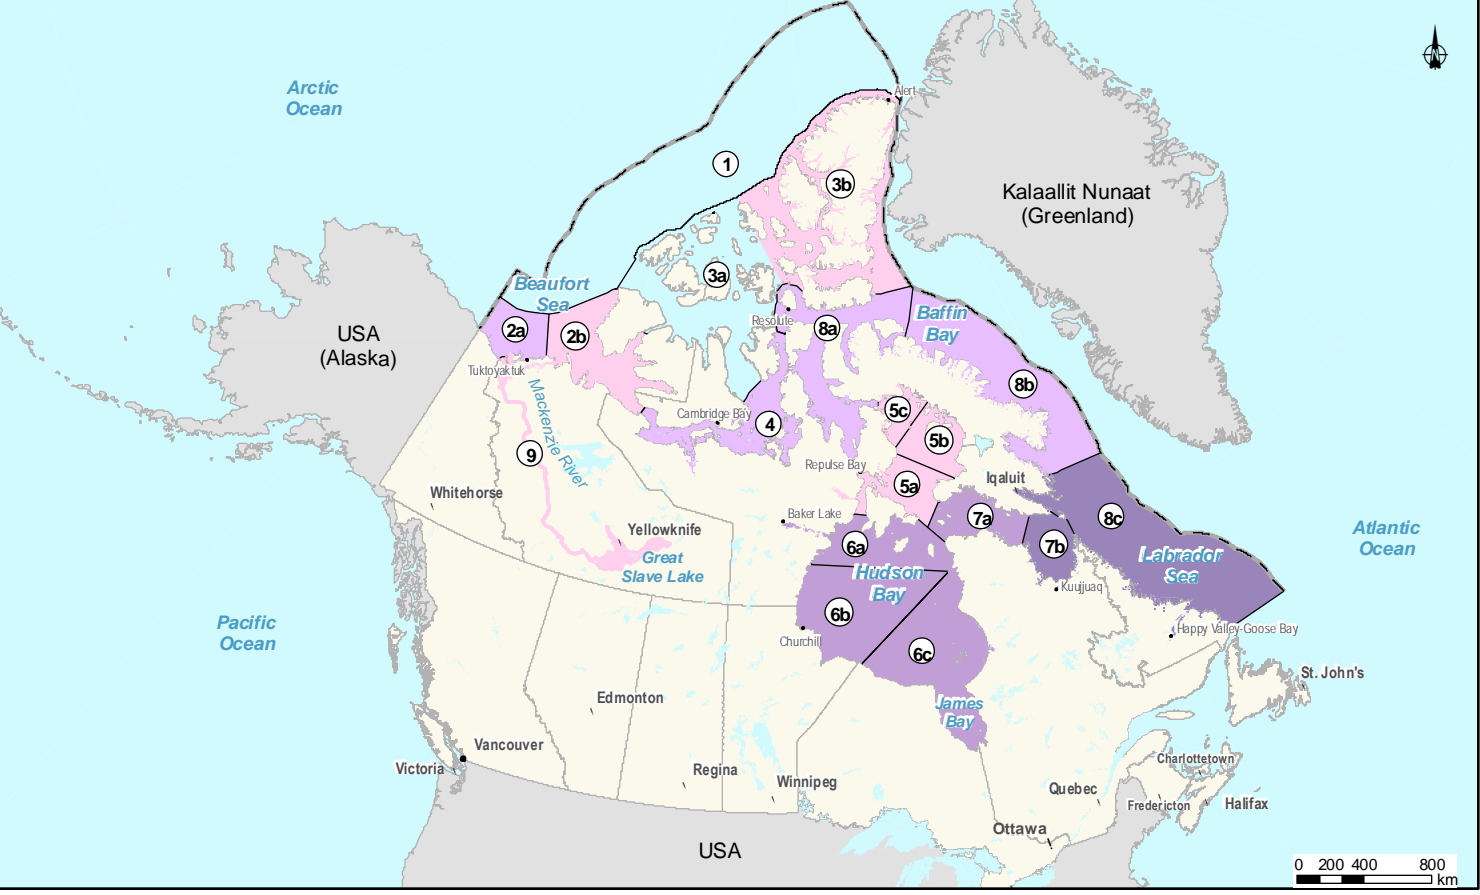 Arctic
Ocean
Alert
1
3b
Kalaallit Nunaat
(Greenland)
3a
Beaufort
Sea
Baffin
Bay
Resolute
2a
2b
8a
USA
(Alaska)
Tuktoyaktuk
8b
Mackenzie River
Cambridge Bay
4
5c
5b
9
Repulse Bay
5a
Iqaluit
Whitehorse
Baker Lake
7a
8c
Yellowknife
6a
7b
Atlantic
Ocean
Great
Slave Lake
Hudson
Bay
Labrador
Sea
Kuujjuaq
6b
Pacific
Ocean
Churchill
Happy Valley-Goose Bay
6c
St. John's
Edmonton
James
Bay
Vancouver
Victoria
Regina
Winnipeg
Charlottetown
Quebec
Fredericton
Halifax
Ottawa
USA
0 200 400 800
km
N